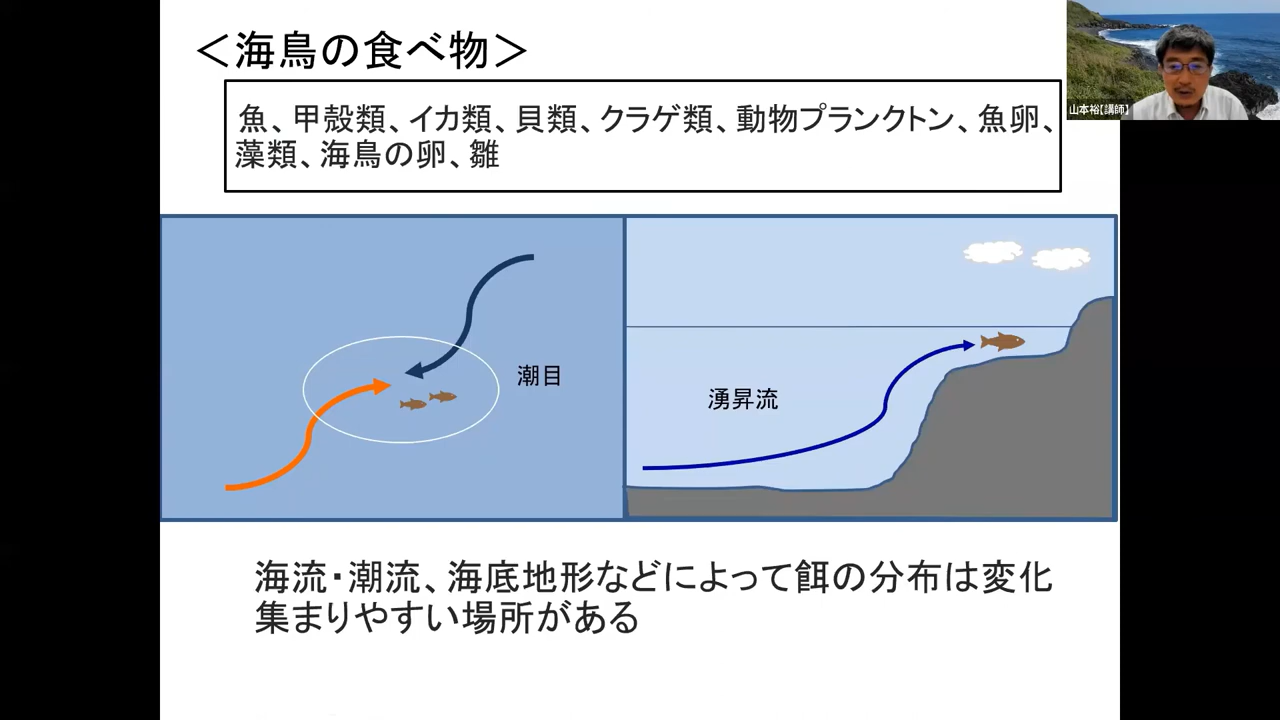 ＜海鳥の食べ物＞
山本裕【講師】
魚、甲殻類、イカ類、貝類、クラゲ類、動物プランクトン、魚卵、
藻類、海鳥の卵、雛
潮目
湧昇流
海流・潮流、海底地形などによって餌の分布は変化
集まりやすい場所がある